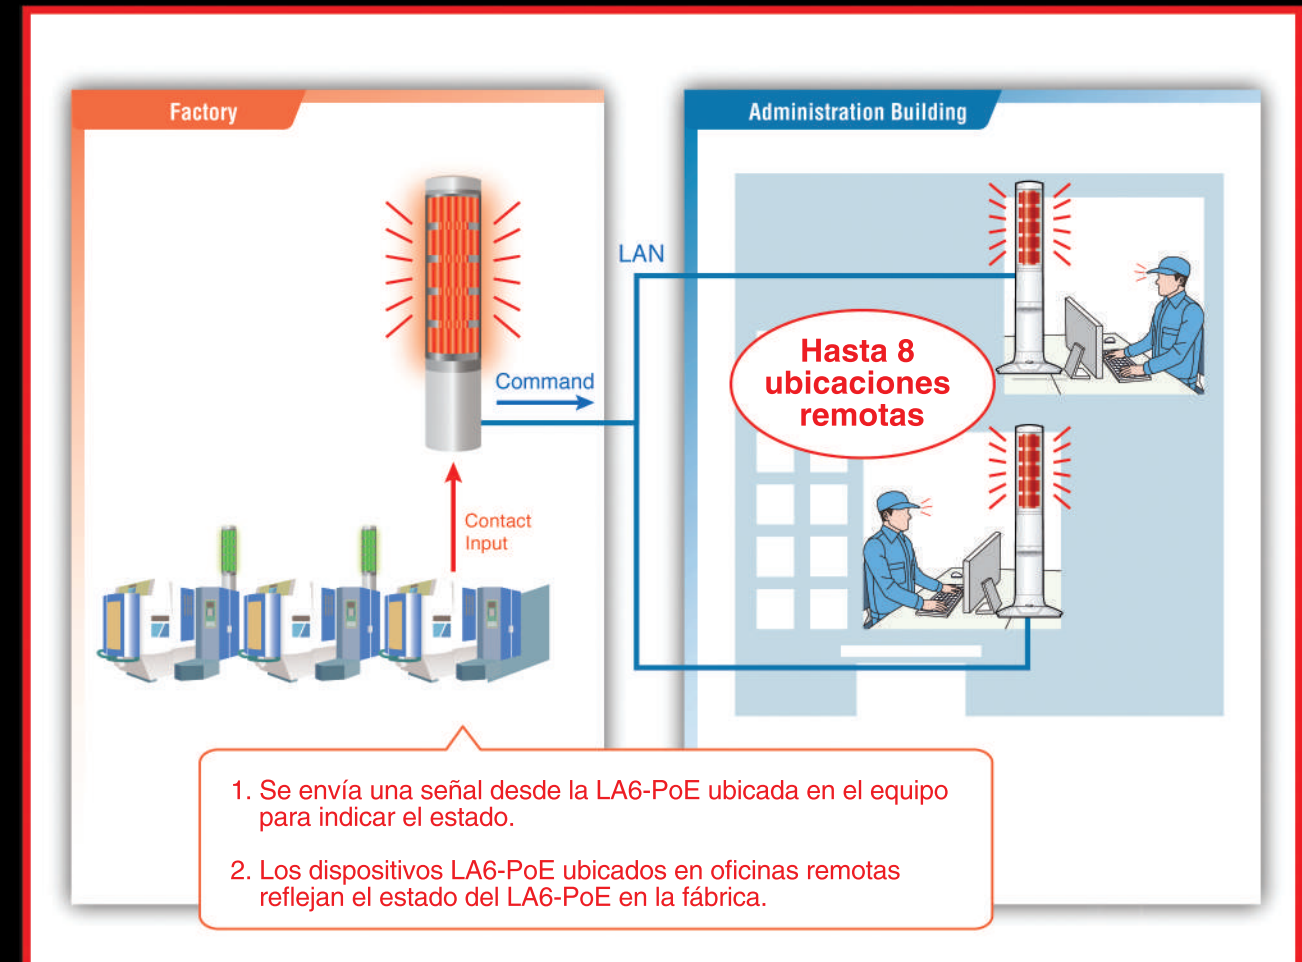 Factory
Administration Building
LAN
Command
Hasta 8
ubicaciones
remotas
Contact
Input
1. Se envía una señal desde la LA6-PoE ubicada en el equipo
para indicar el estado.
2. Los dispositivos LA6-PoE ubicados en oficinas remotas
reflejan el estado del LA6-PoE en la fábrica.